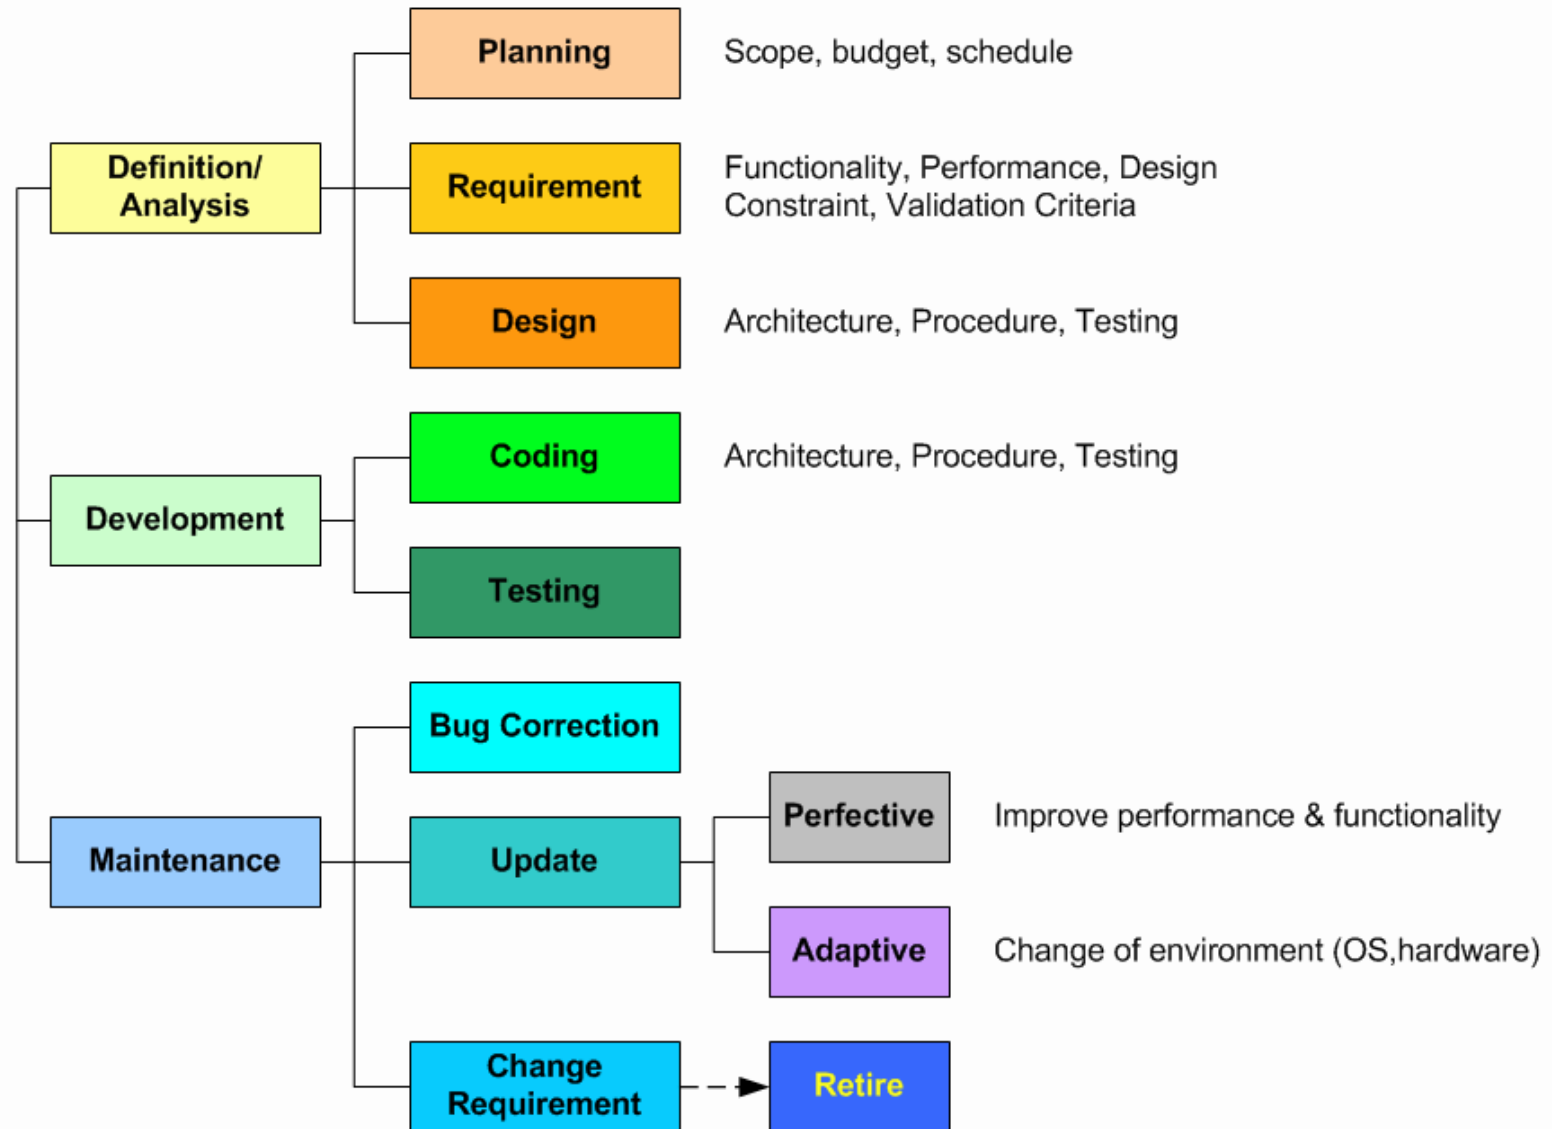 Planning
Scope, budget, schedule
Definition/
Analysis
Requirement
Functionality, Performance, Design
Constraint, Validation Criteria
Design
Architecture, Procedure, Testing
Coding
Architecture, Procedure, Testing
Development
Testing
Bug Correction
Perfective
Improve performance & functionality
Maintenance
Update
Adaptive
Change of environment (OS,hardware)
Change
Requirement
Retire